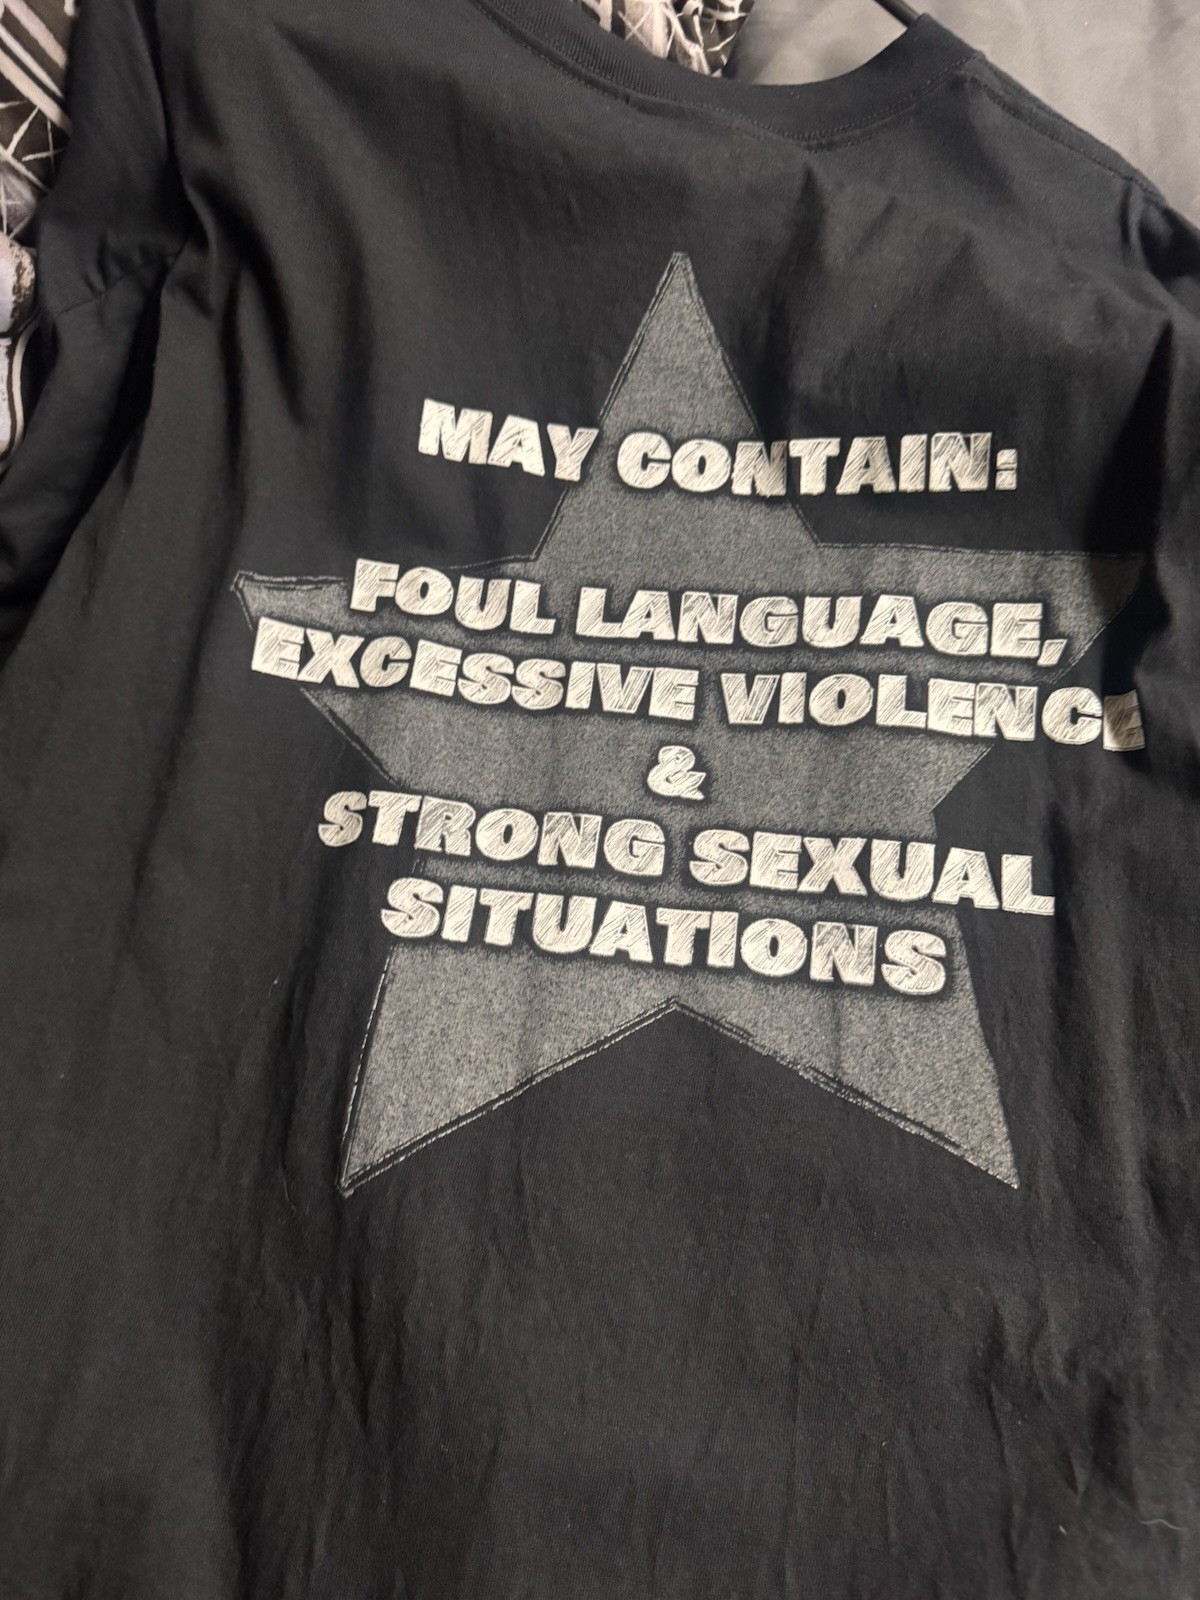 MAY CONTAIN:
FOUL LANGUAGE,
EXCESSIVE VIOLENCE
&
STRONG SEXUAL
SITUATIONS